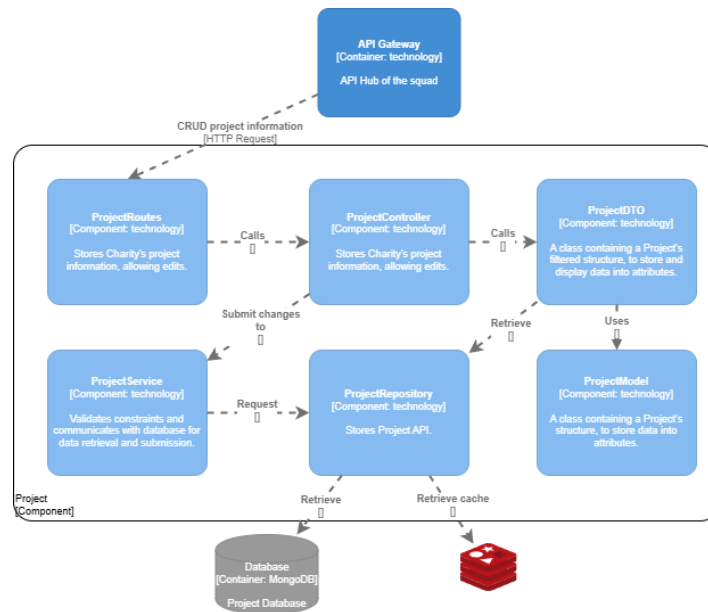 API Gateway
[Container: technology]
API Hub of the squad
CRUD project information
[HTTP Request]
ProjectRoutes
[Component: technology]
Stores Charity's project
information, allowing edits.
Calls
[]
ProjectController
[Component: technology]
Stores Charity's project
information, allowing edits.
Calls
[]
ProjectDTO
[Component: technology]
A class containing a Project's
filtered structure, to store and
display data into attributes.
Submit changes
to
[]
Retrieve
[]
Uses
[]
ProjectService
[Component: technology]
Validates constraints and
communicates with database for
data retrieval and submission.
Request
[]
ProjectRepository
[Component: technology]
Stores Project API.
ProjectModel
[Component: technology]
A class containing a Project's
structure, to store data into
attributes.
Project
[Component]
Retrieve
[]
Retrieve cache
[]
Database
[Container: MongoDB]
Project Database